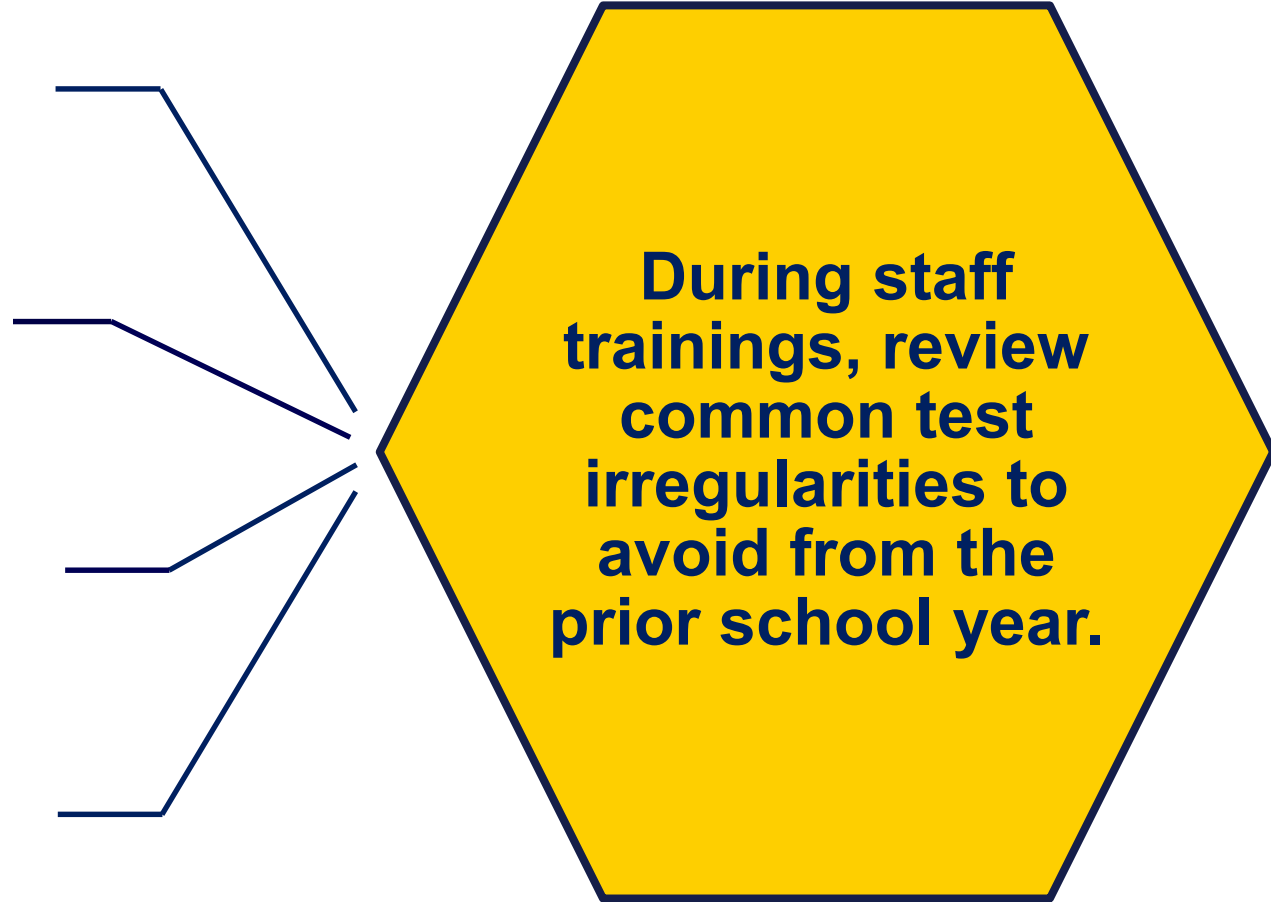 During staff
trainings, review
common test
irregularities to
avoid from the
prior school year.